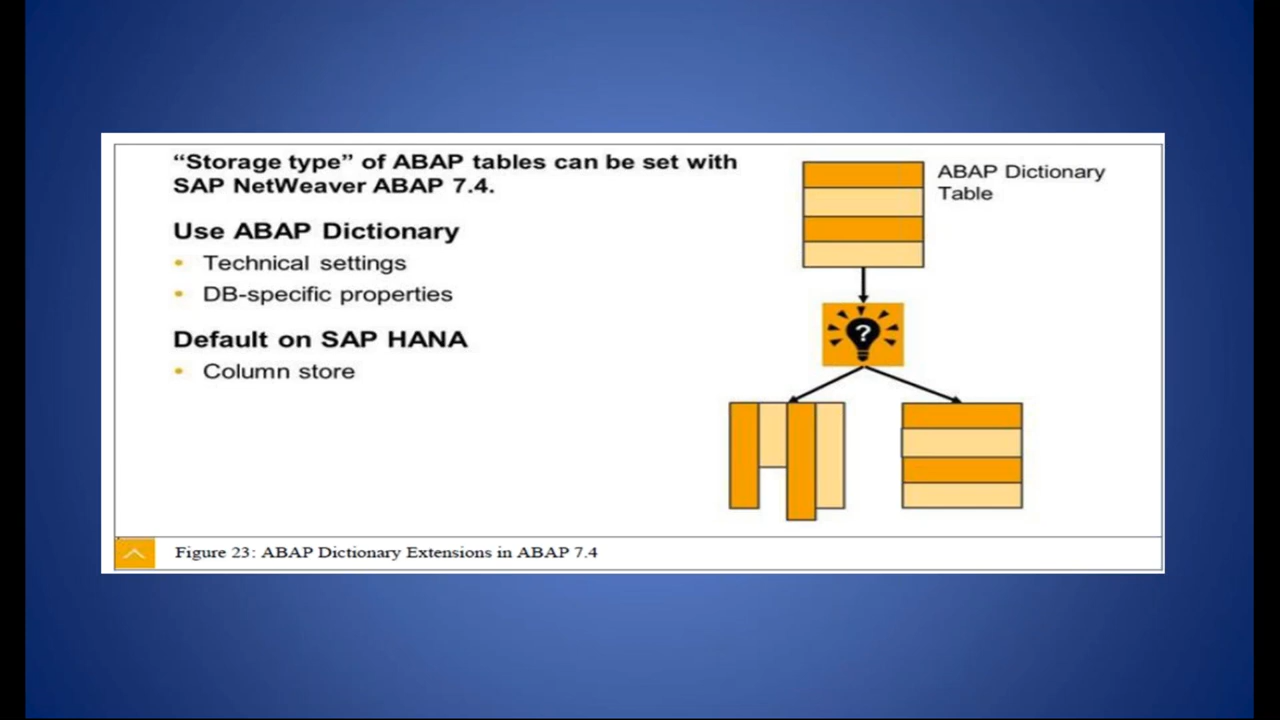 “Storage type” of ABAP tables can be set with
SAP NetWeaver ABAP 7.4.
Use ABAP Dictionary
• Technical settings
• DB-specific properties
Default on SAP HANA
• Column store
ABAP Dictionary
Table
?
Figure 23: ABAP Dictionary Extensions in ABAP 7.4